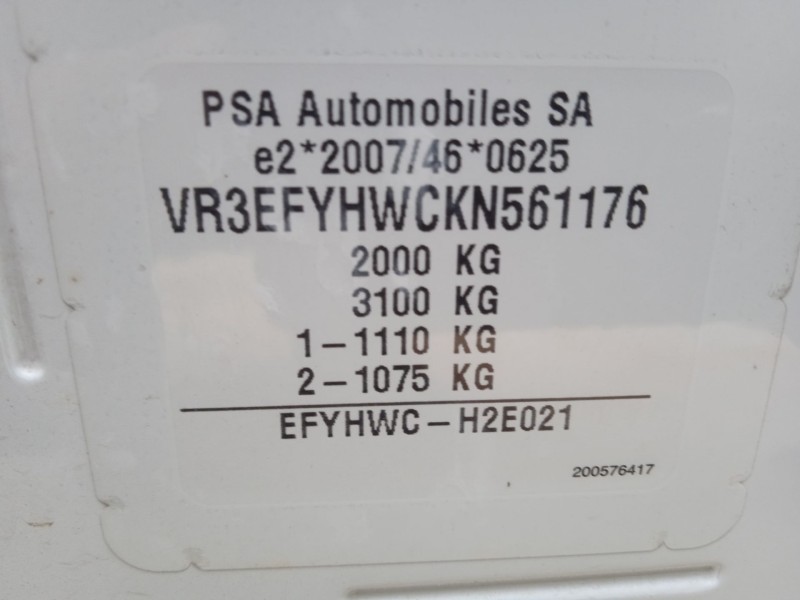 PSA Automobiles SA
e2*2007/46*0625
VR3EFYHWCKN561176
2000 KG
3100 KG
1-1110 KG
2-1075 KG
EFYHWC-H2E021
200576417